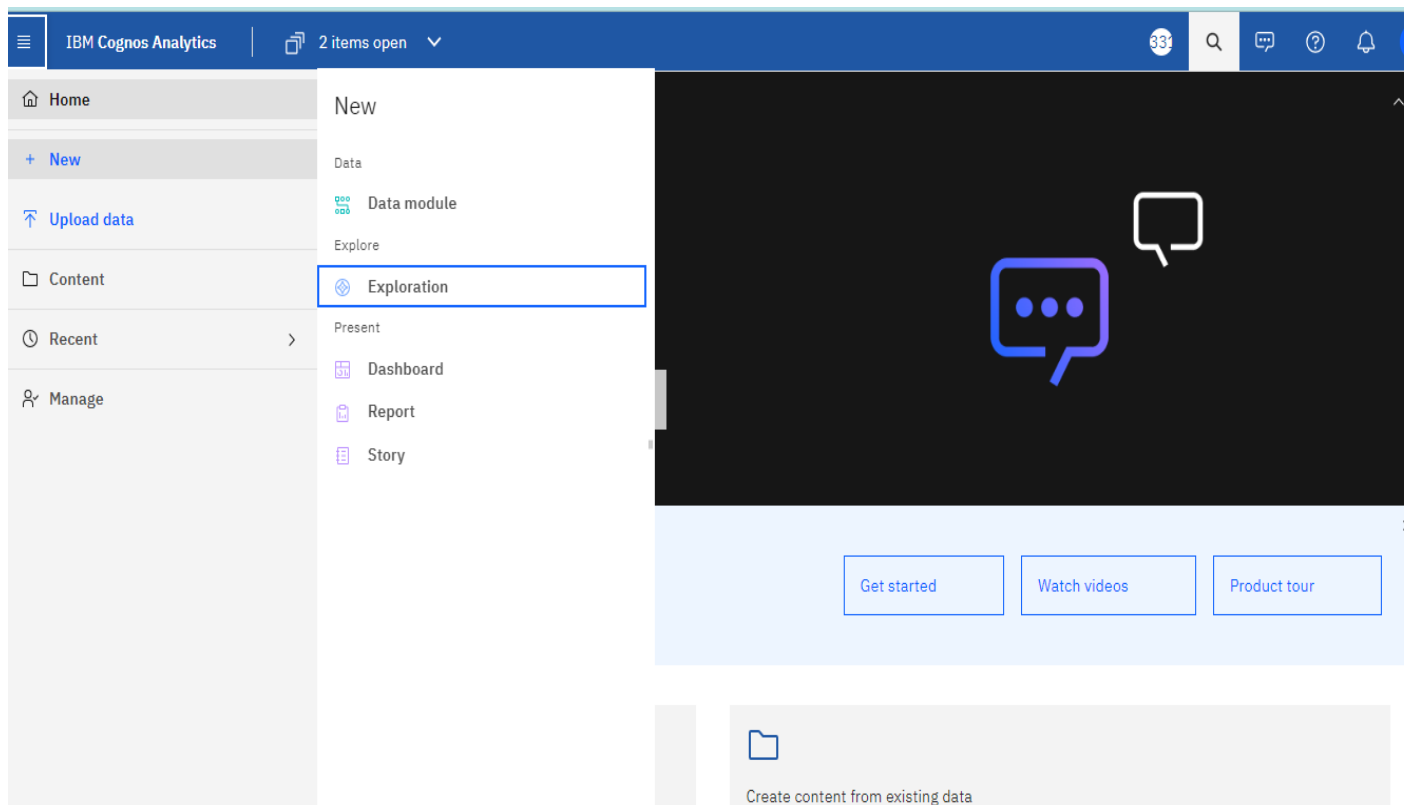 IBM Cognos Analytics
2 items open
331
Home
New
Upload data
Content
Recent
Manage
New
Data
Data module
Explore
Exploration
Present
Dashboard
Report
Story
Get started
Watch videos
Product tour
Create content from existing data